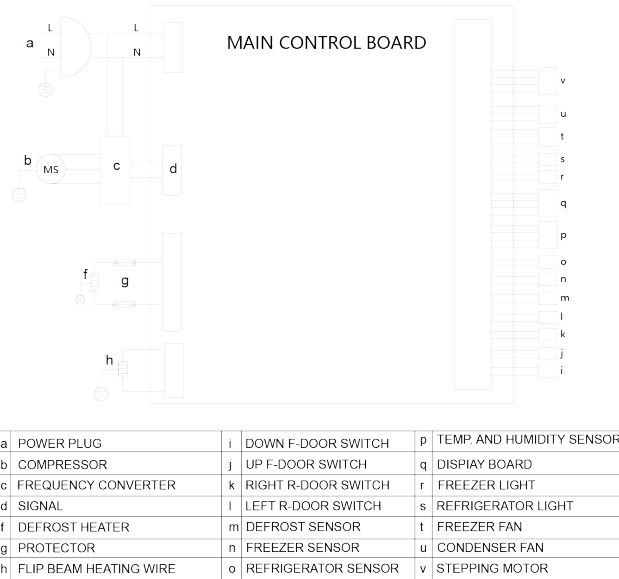 MAIN CONTROL BOARD
L L
a
N N
b MS c d
f g
h
v
u
t
s
r
q
p
o
n
m
l
k
j
i
a POWER PLUG i DOWN F-DOOR SWITCH p TEMP. AND HUMIDITY SENSOR
b COMPRESSOR j UP F-DOOR SWITCH q DISPIAY BOARD
c FREQUENCY CONVERTER k RIGHT R-DOOR SWITCH r FREEZER LIGHT
d SIGNAL l LEFT R-DOOR SWITCH s REFRIGERATOR LIGHT
f DEFROST HEATER m DEFROST SENSOR t FREEZER FAN
g PROTECTOR n FREEZER SENSOR u CONDENSER FAN
h FLIP BEAM HEATING WIRE o REFRIGERATOR SENSOR v STEPPING MOTOR